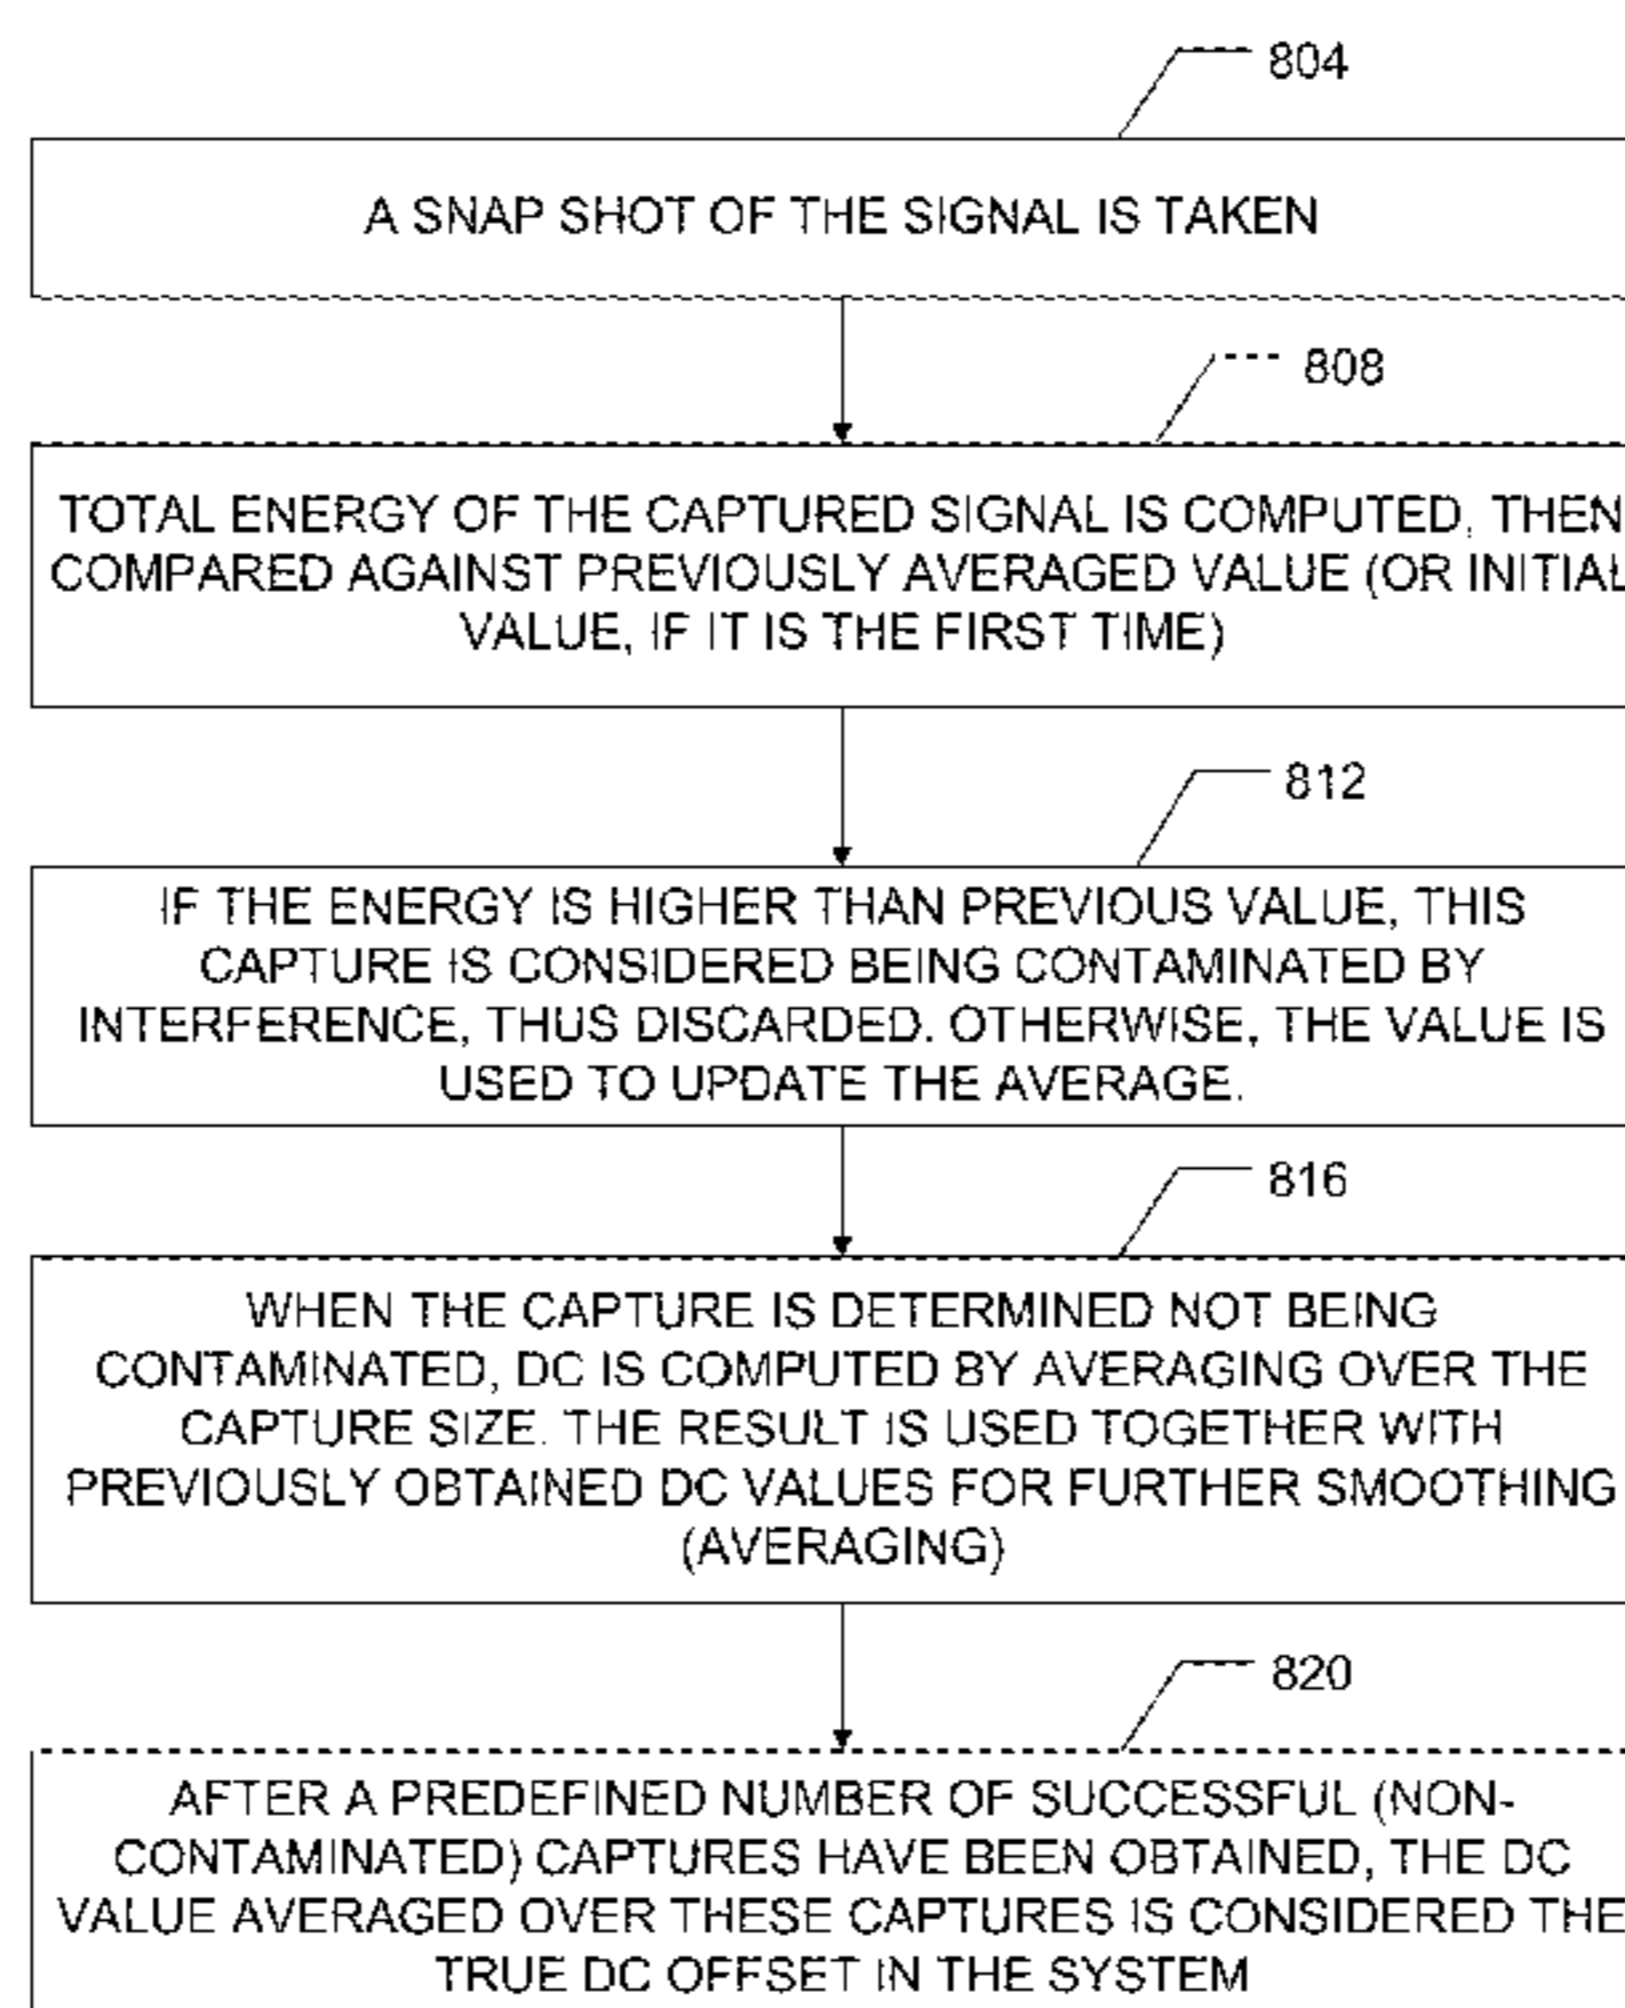 804
A SNAP SHOT OF THE SIGNAL IS TAKEN
808
TOTAL ENERGY OF THE CAPTURED SIGNAL IS COMPUTED, THEN
COMPARED AGAINST PREVIOUSLY AVERAGED VALUE (OR INITIAL
VALUE, IF IT IS THE FIRST TIME)
812
IF THE ENERGY IS HIGHER THAN PREVIOUS VALUE, THIS
CAPTURE IS CONSIDERED BEING CONTAMINATED BY
INTERFERENCE, THUS DISCARDED. OTHERWISE, THE VALUE IS
USED TO UPDATE THE AVERAGE.
816
WHEN THE CAPTURE IS DETERMINED NOT BEING
CONTAMINATED, DC IS COMPUTED BY AVERAGING OVER THE
CAPTURE SIZE. THE RESULT IS USED TOGETHER WITH
PREVIOUSLY OBTAINED DC VALUES FOR FURTHER SMOOTHING
(AVERAGING)
820
AFTER A PREDEFINED NUMBER OF SUCCESSFUL (NON-
CONTAMINATED) CAPTURES HAVE BEEN OBTAINED, THE DC
VALUE AVERAGED OVER THESE CAPTURES IS CONSIDERED THE
TRUE DC OFFSET IN THE SYSTEM